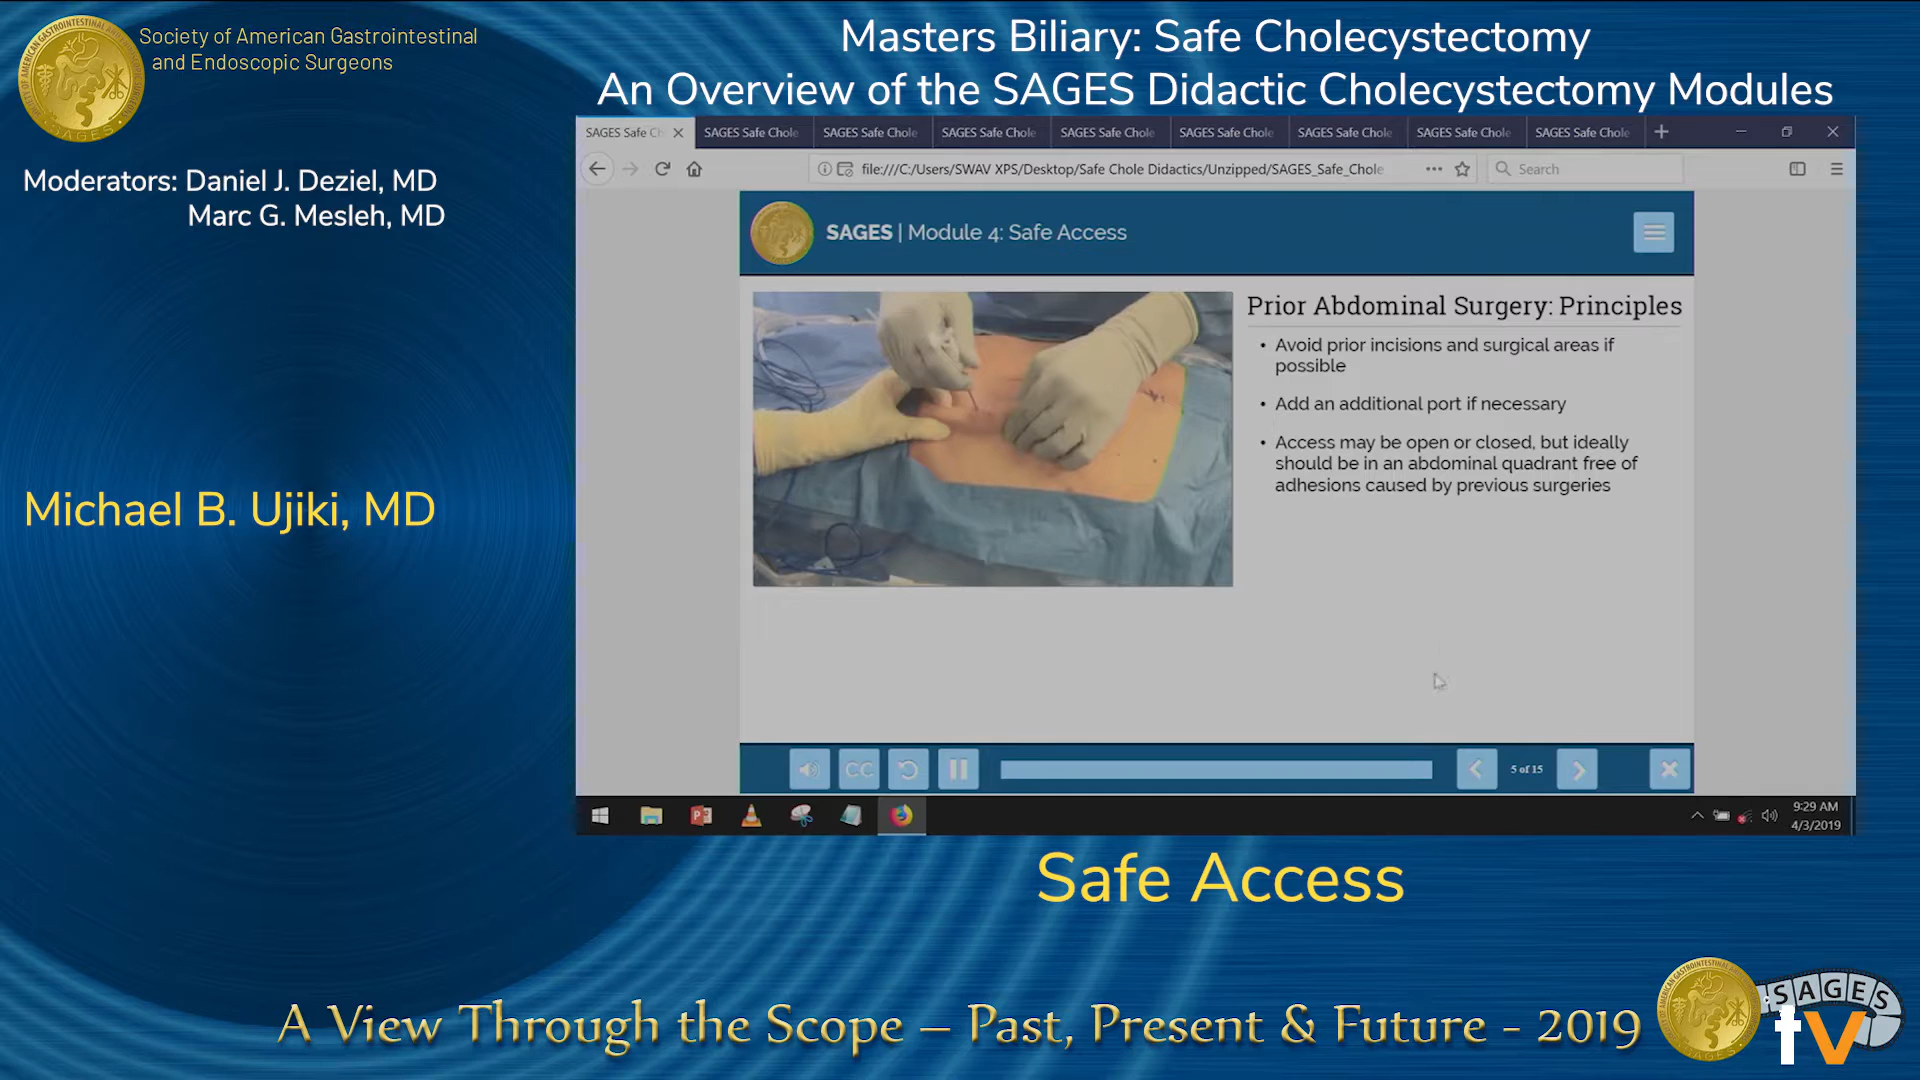 Society of American Gastrointestinal
and Endoscopic Surgeons
Masters Biliary: Safe Cholecystectomy
An Overview of the SAGES Didactic Cholecystectomy Modules
Moderators: Daniel J. Deziel, MD
Marc G. Mesleh, MD
Michael B. Ujiki, MD
SAGES Safe Ch
SAGES Safe Chole
SAGES Safe Chole
SAGES Safe Chole
SAGES Safe Chole
SAGES Safe Chole
SAGES Safe Chole
SAGES Safe Chole
SAGES Safe Chole
file:///C:/Users/SWAV XPS/Desktop/Safe Chole Didactics/Unzipped/SAGES_Safe_Chole
Search
SAGES | Module 4: Safe Access
Prior Abdominal Surgery: Principles
• Avoid prior incisions and surgical areas if
possible
• Add an additional port if necessary
• Access may be open or closed, but ideally
should be in an abdominal quadrant free of
adhesions caused by previous surgeries
CC
5 of 15
9:29 AM
4/3/2019
Safe Access
A View Through the Scope – Past, Present & Future - 2019
SAGES
tv